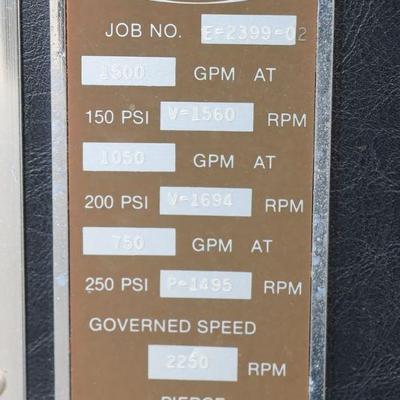 JOB NO. E-2399-02
1500 GPM AT
150 PSI V-1560 RPM
1050 GPM AT
200 PSI V-1694 RPM
750 GPM AT
250 PSI P-1495 RPM
GOVERNED SPEED
2250 RPM
PIERCE